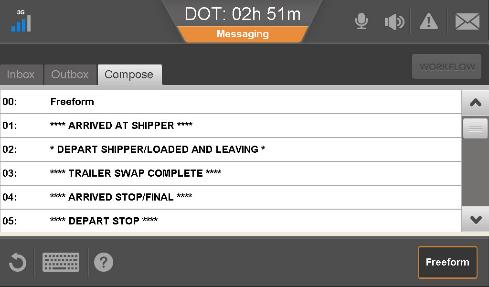 3G
DOT: 02h 51m
Messaging
Inbox
Outbox
Compose
WORKFLOW
00: Freeform
01: **** ARRIVED AT SHIPPER ****
02: * DEPART SHIPPER/LOADED AND LEAVING *
03: **** TRAILER SWAP COMPLETE ****
04: **** ARRIVED STOP/FINAL ****
05: **** DEPART STOP ****
?
Freeform